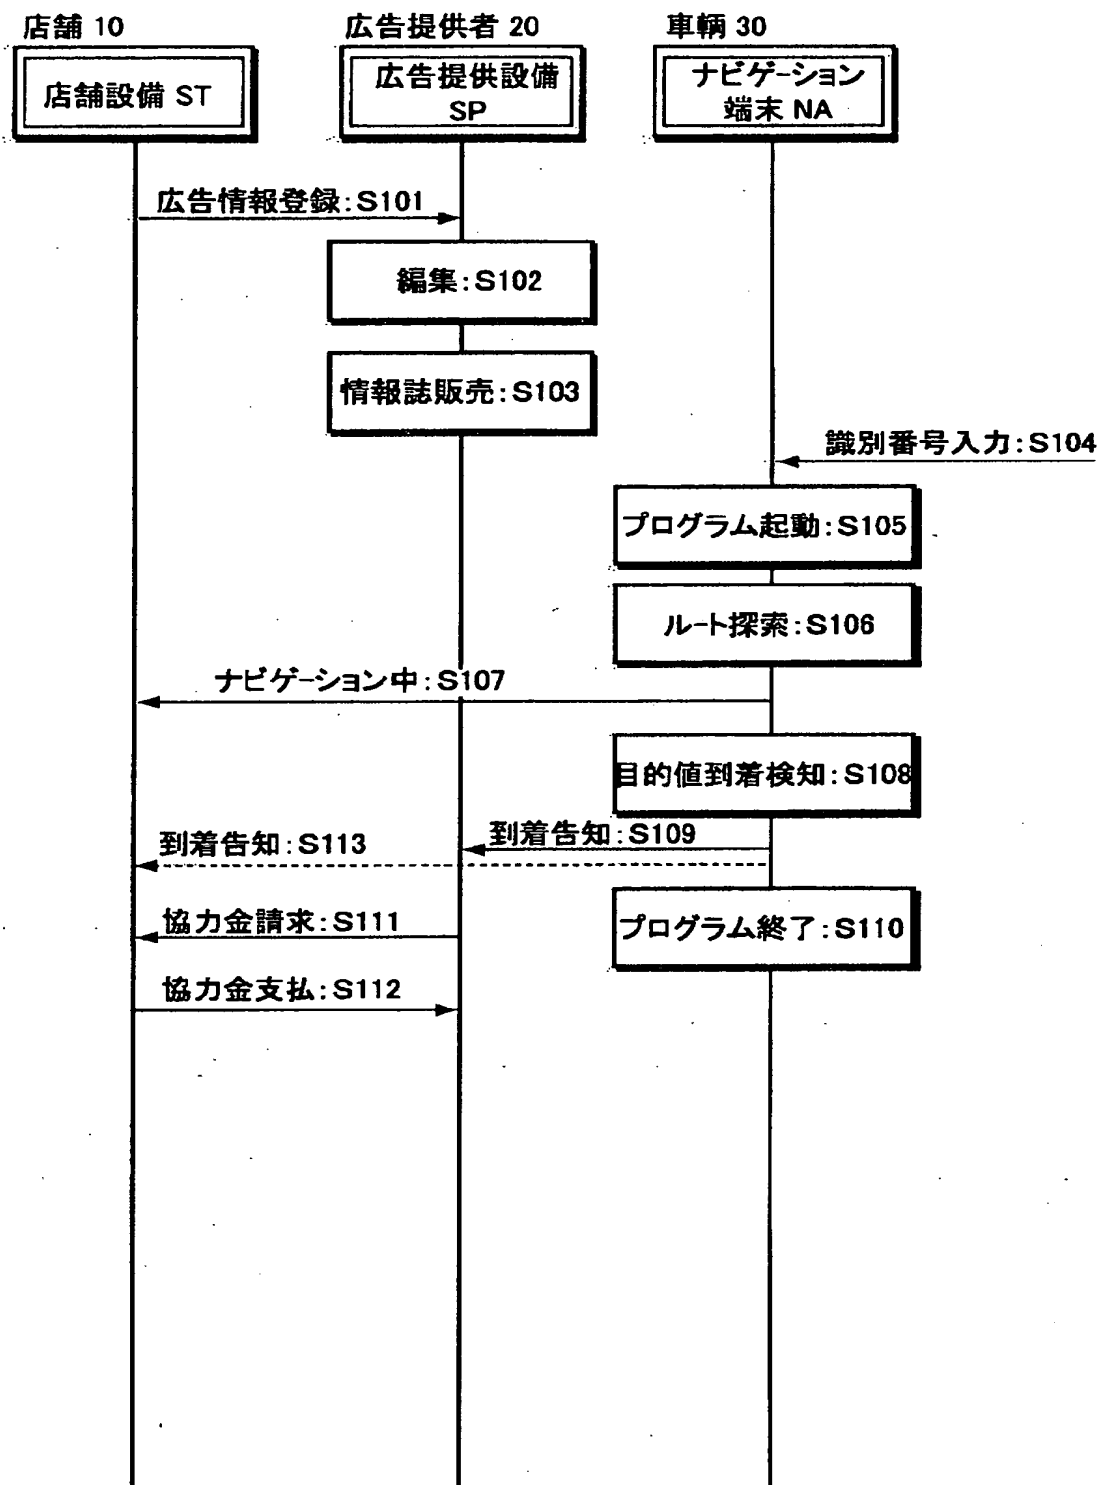 店舗 10
広告提供者 20
車輌 30
店舗設備 ST
広告提供設備
SP
ナビゲーション
端末 NA
広告情報登録:S101
編集:S102
情報誌販売:S103
識別番号入力:S104
プログラム起動:S105
ルート探索:S106
ナビゲーション中:S107
目的値到着検知:S108
到着告知:S109
到着告知:S113
協力金請求:S111
プログラム終了:S110
協力金支払:S112